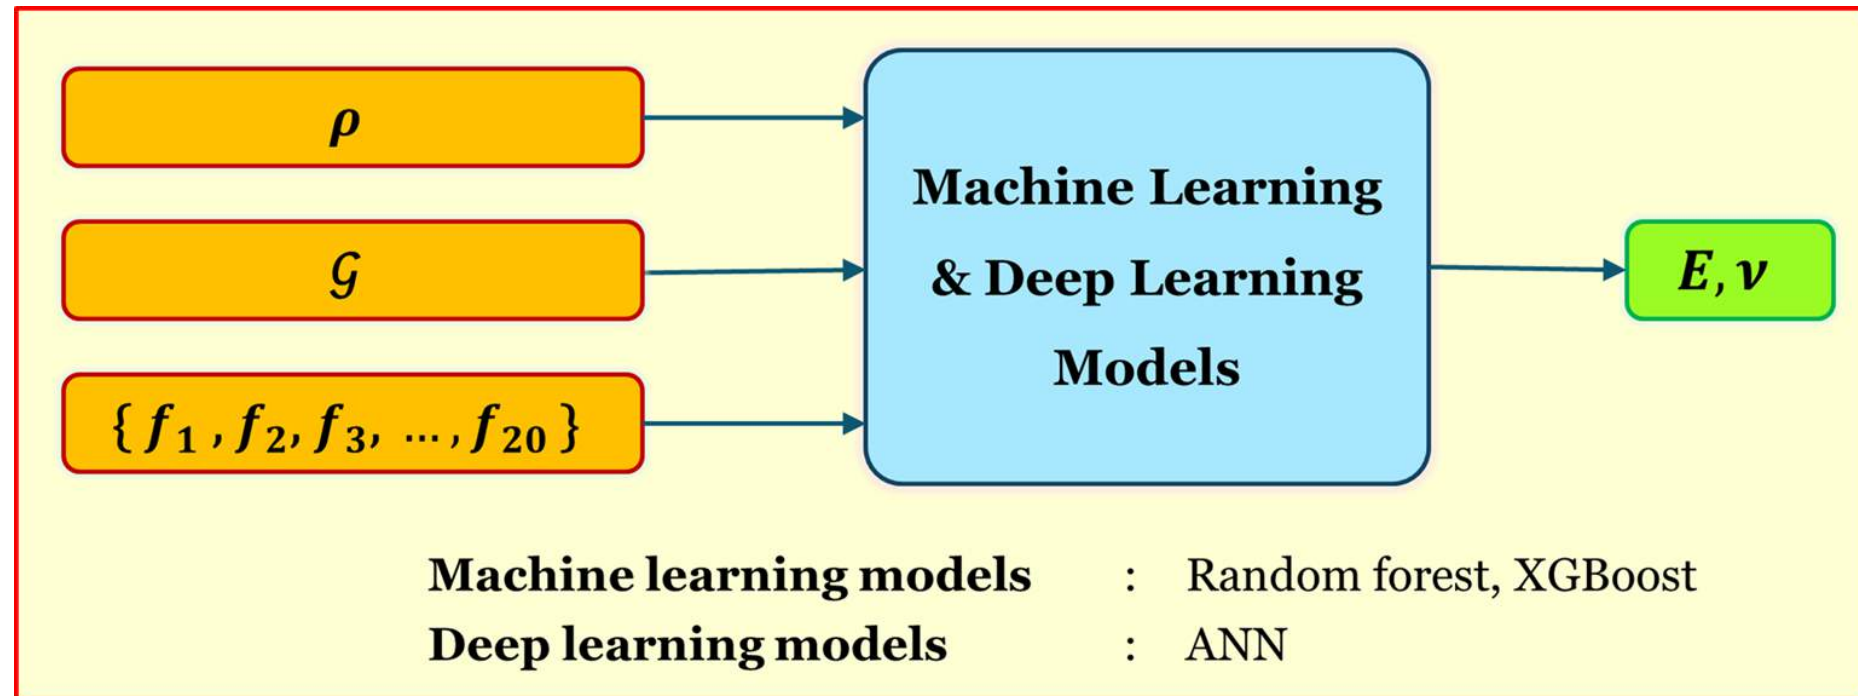 ρ
𝒢
{ f₁ , f₂, f₃, … , f₂₀ }
Machine Learning
& Deep Learning
Models
E, ν
Machine learning models : Random forest, XGBoost
Deep learning models : ANN